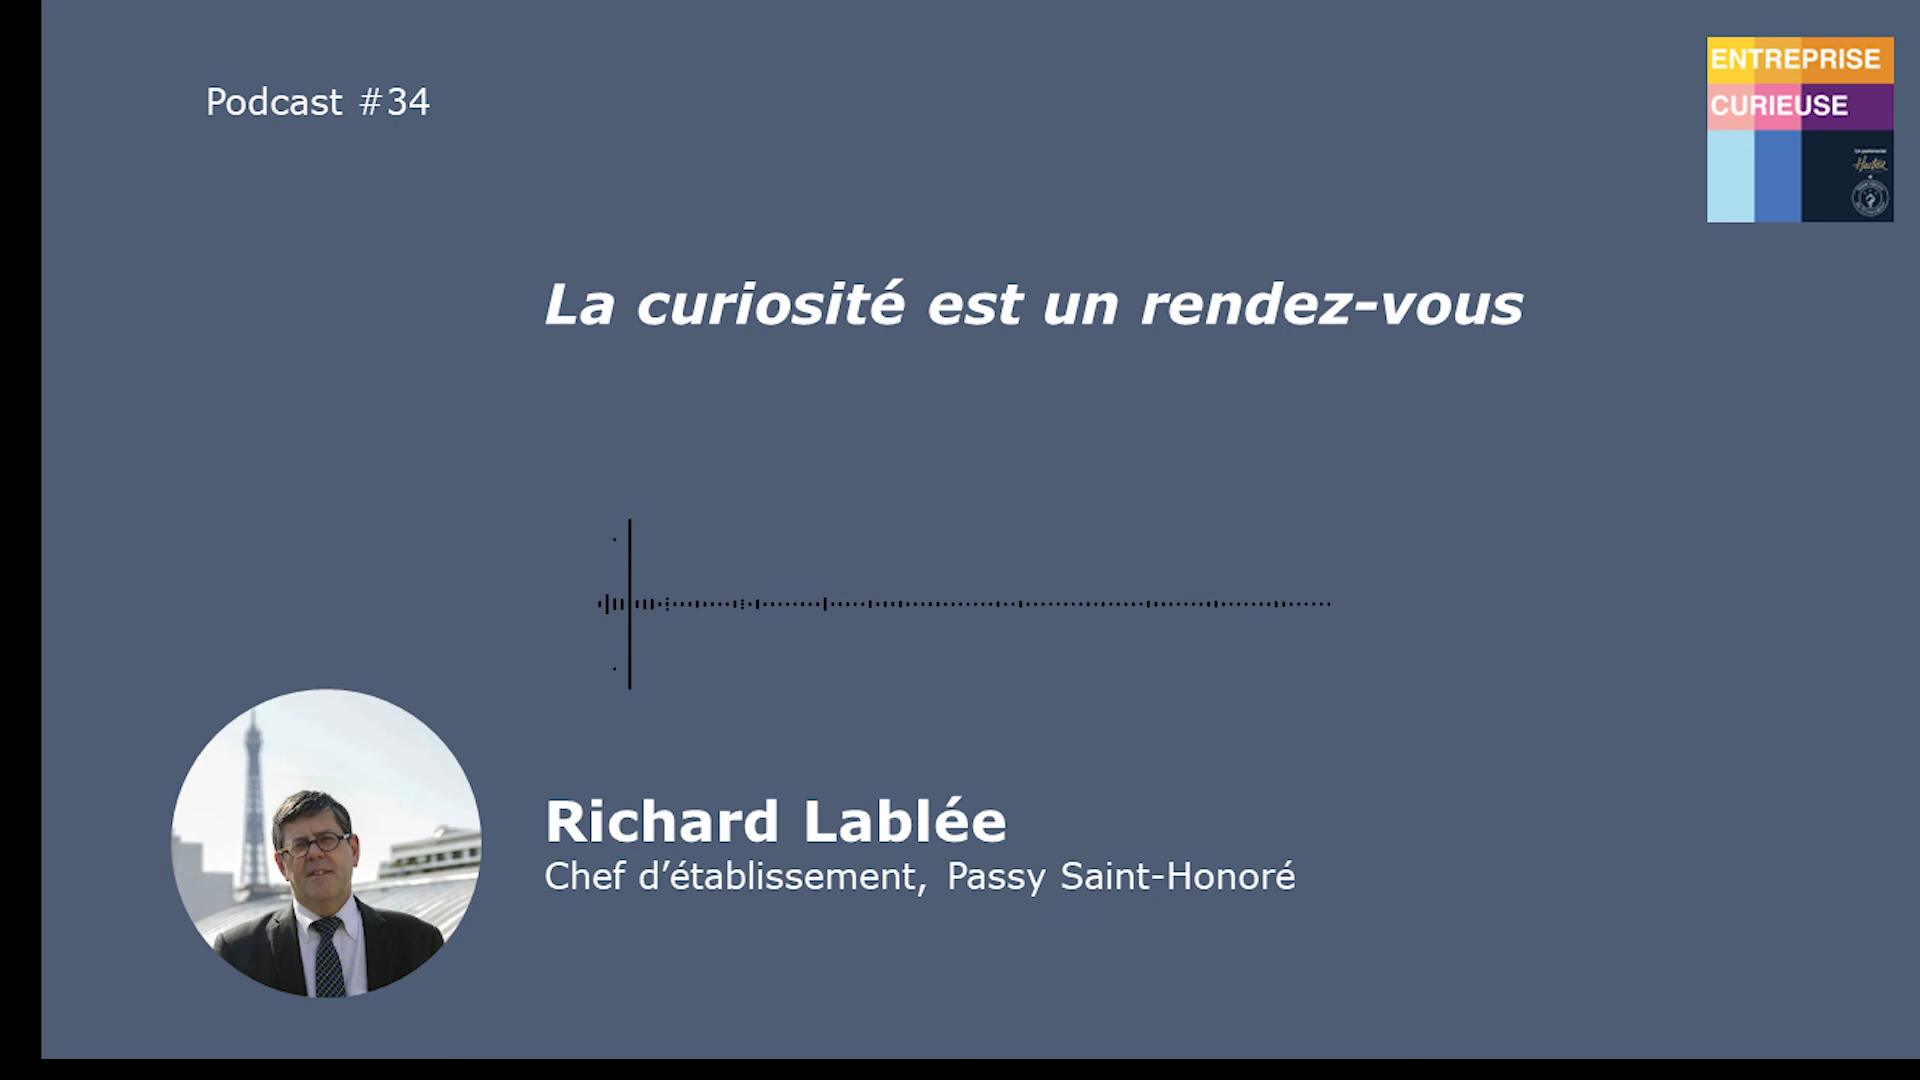 Podcast #34
ENTREPRISE
CURIEUSE
La curiosité est un rendez-vous
Richard Lablée
Chef d’établissement, Passy Saint-Honoré